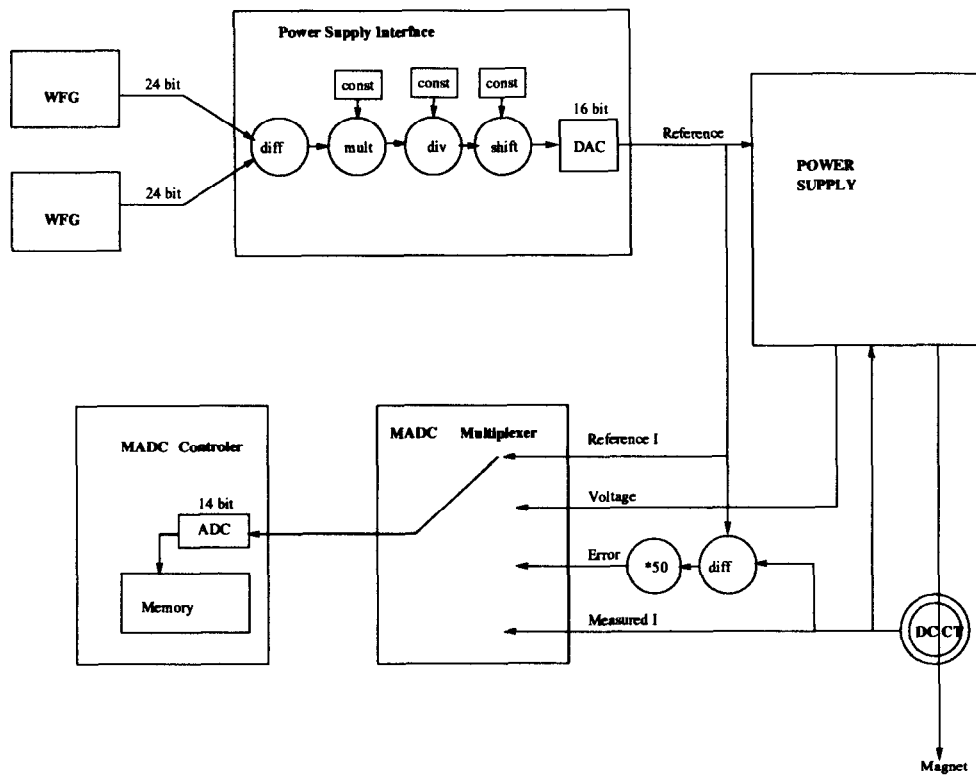 Power Supply Interface
WFG
24 bit
const
const
const
diff
mult
div
shift
16 bit
DAC
Reference
WFG
24 bit
POWER
SUPPLY
MADC Controler
14 bit
ADC
Memory
MADC Multiplexer
Reference I
Voltage
Error
*50
diff
Measured I
DCCT
Magnet